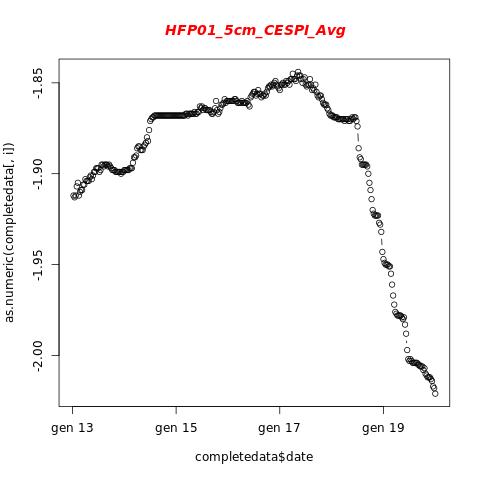 HFP01_5cm_CESPI_Avg
as.numeric(completedata[, i])
-1.85
-1.90
-1.95
-2.00
gen 13 gen 15 gen 17 gen 19
completedata$date